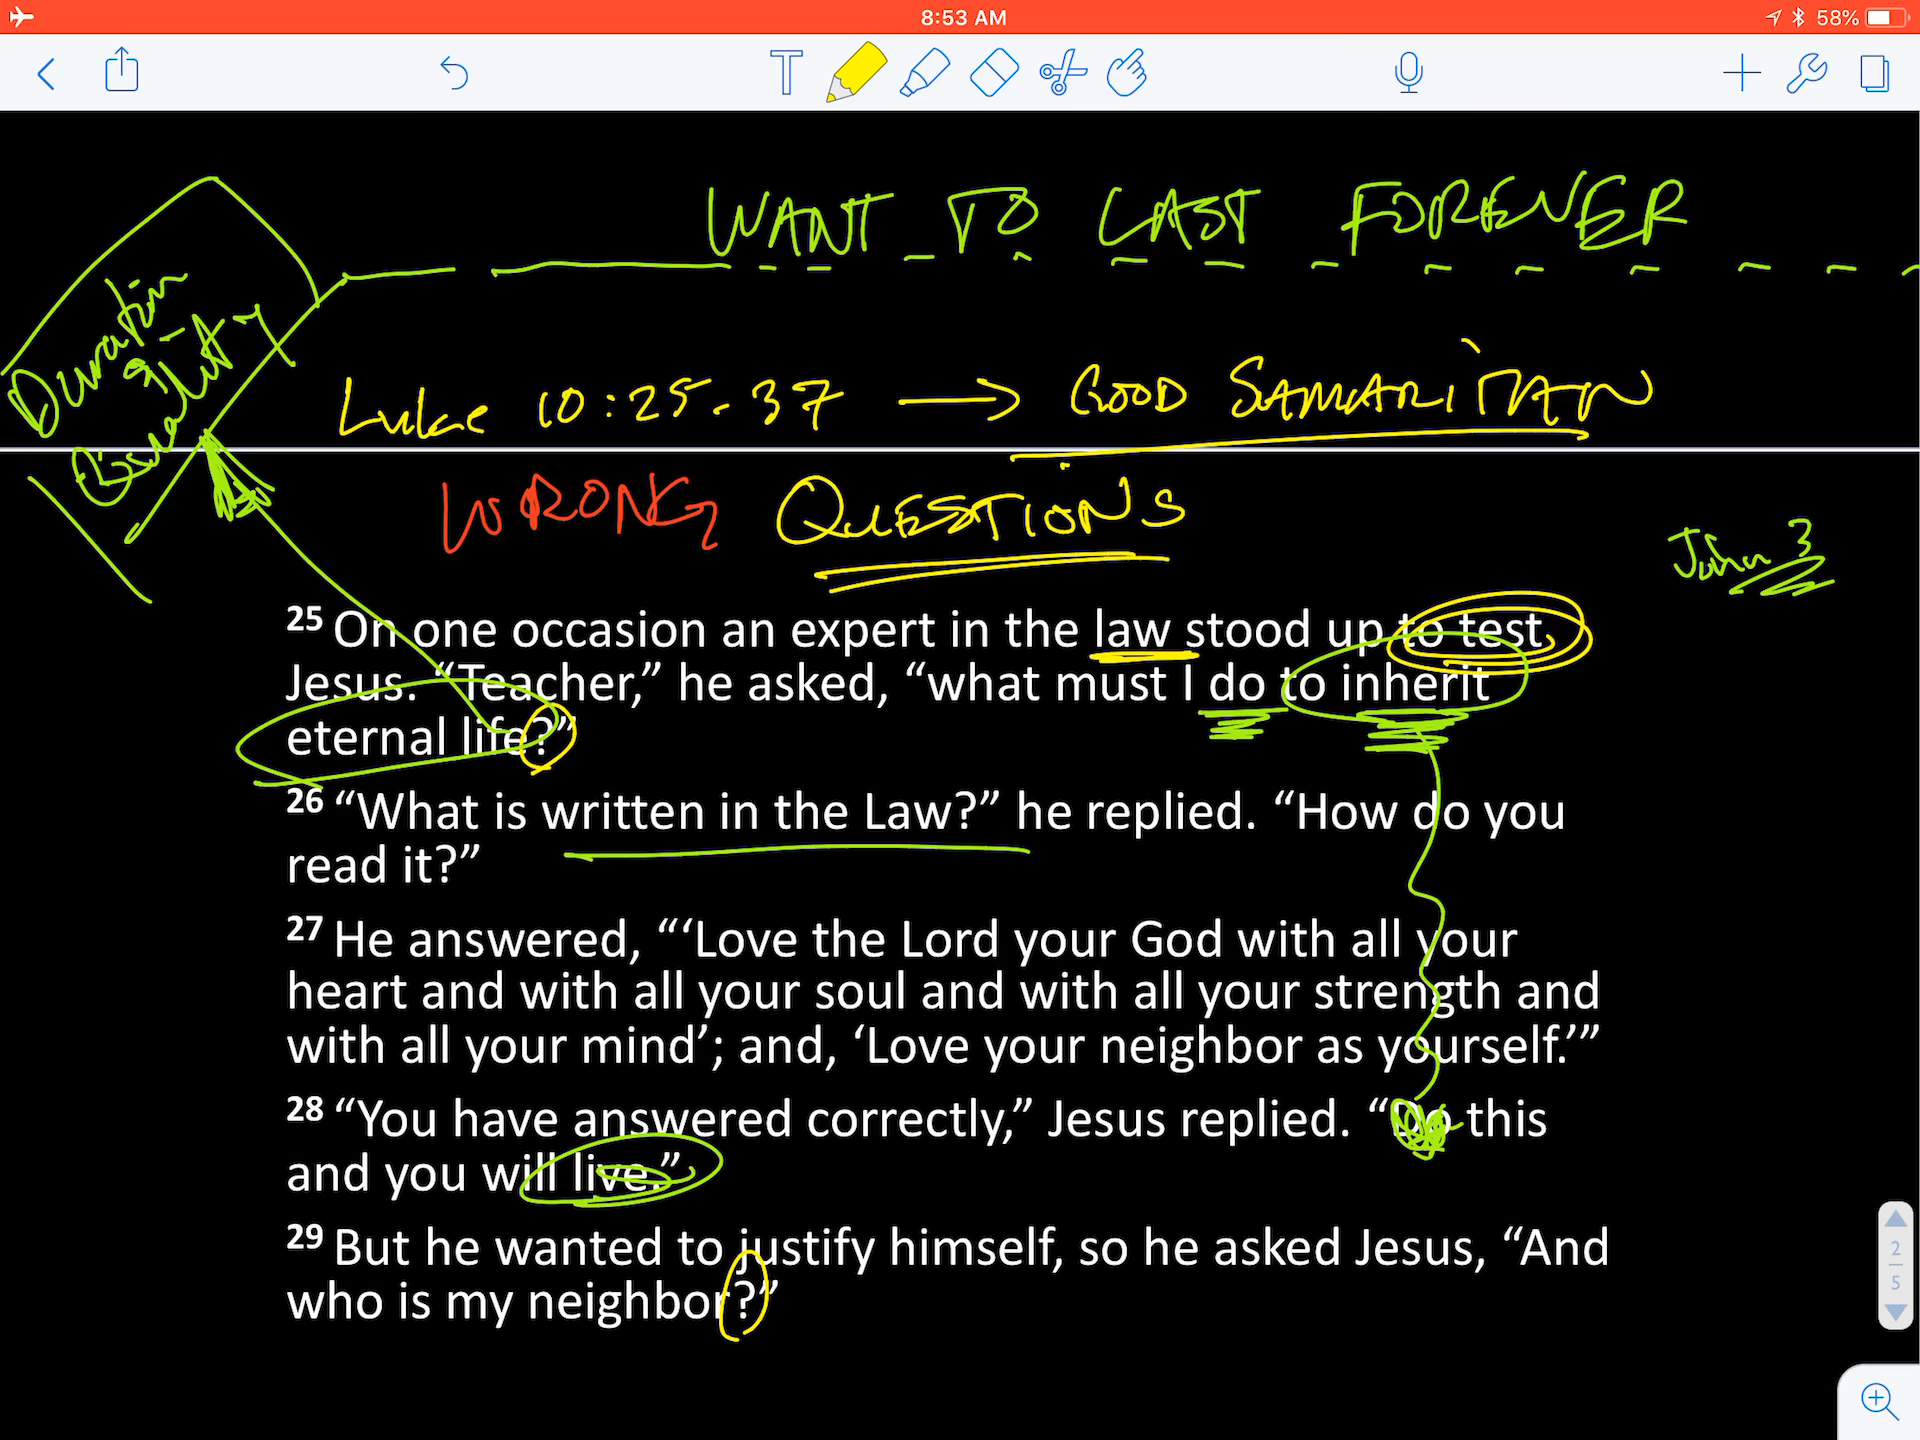 8:53 AM
58%
T
WANT TO LAST FOREVER
Duration
&
Quality
Luke 10:25-37 → GOOD SAMARITAN
WRONG QUESTIONS
John 3
25 On one occasion an expert in the law stood up to test
Jesus. “Teacher,” he asked, “what must I do to inherit
eternal life?”
26 “What is written in the Law?” he replied. “How do you
read it?”
27 He answered, “‘Love the Lord your God with all your
heart and with all your soul and with all your strength and
with all your mind’; and, ‘Love your neighbor as yourself.’”
28 “You have answered correctly,” Jesus replied. “Do this
and you will live.”
29 But he wanted to justify himself, so he asked Jesus, “And
who is my neighbor?”
2
5